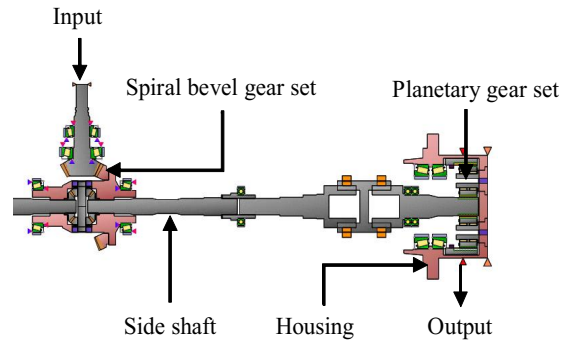 Input
Spiral bevel gear set
Planetary gear set
Side shaft
Housing
Output